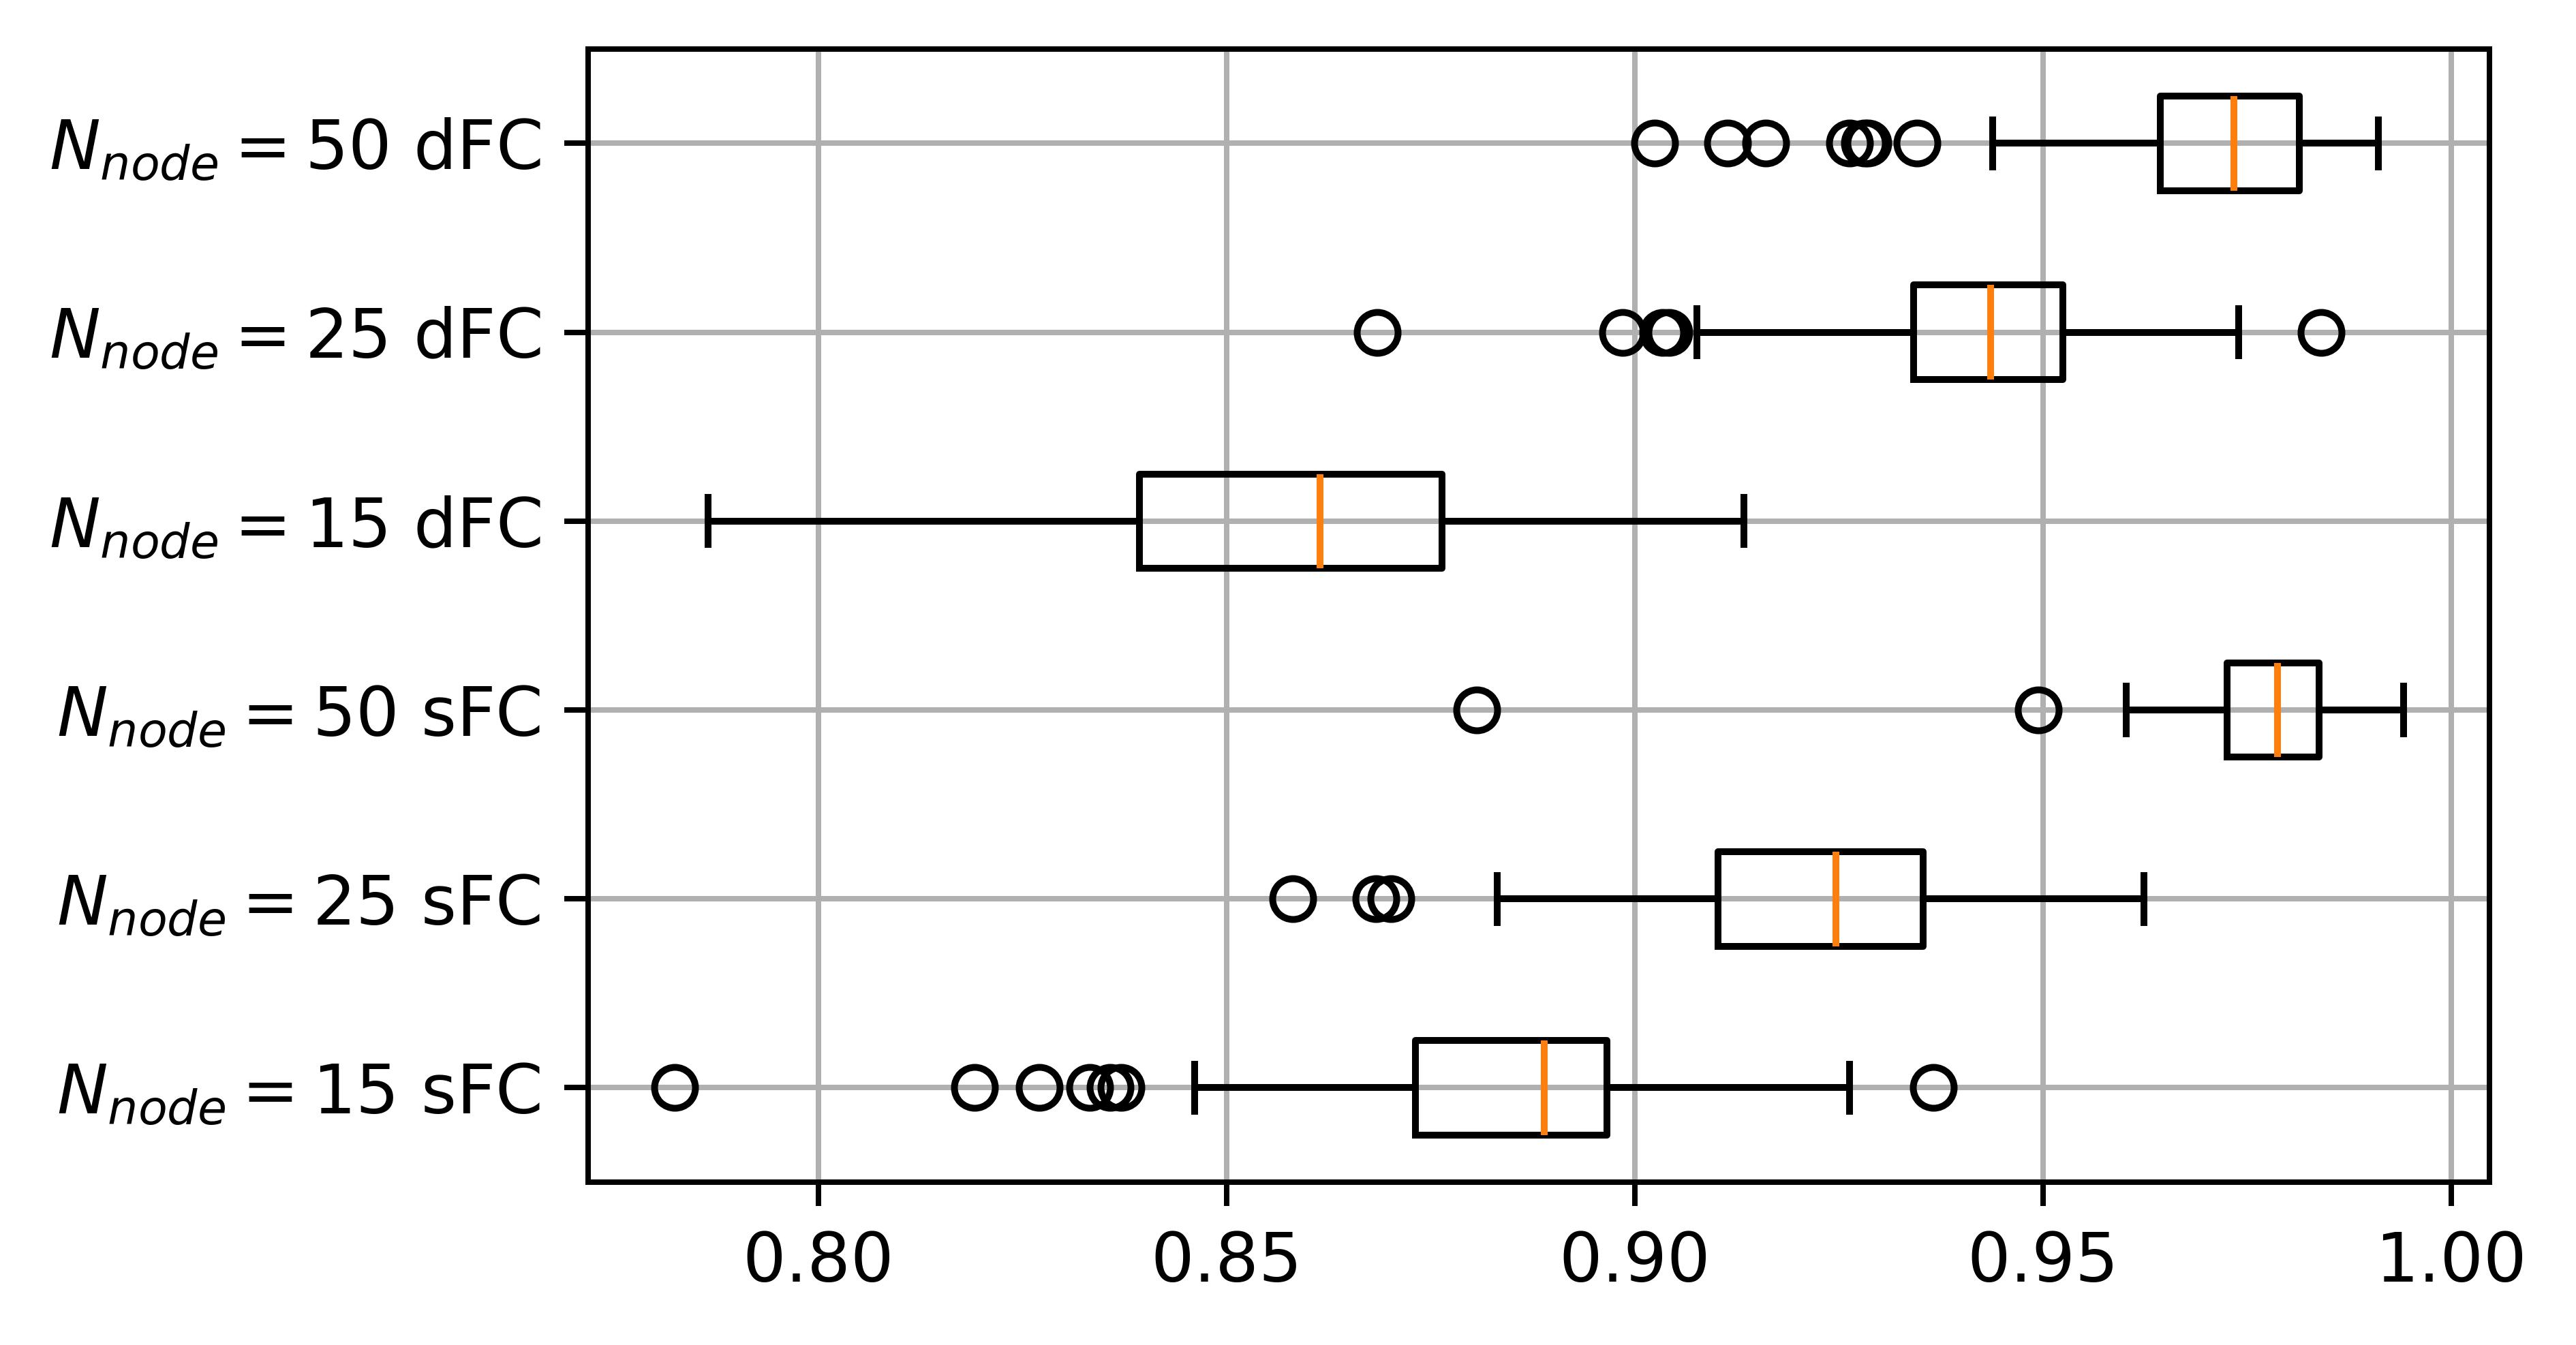 N_node = 50 dFC
N_node = 25 dFC
N_node = 15 dFC
N_node = 50 sFC
N_node = 25 sFC
N_node = 15 sFC
0.80 0.85 0.90 0.95 1.00